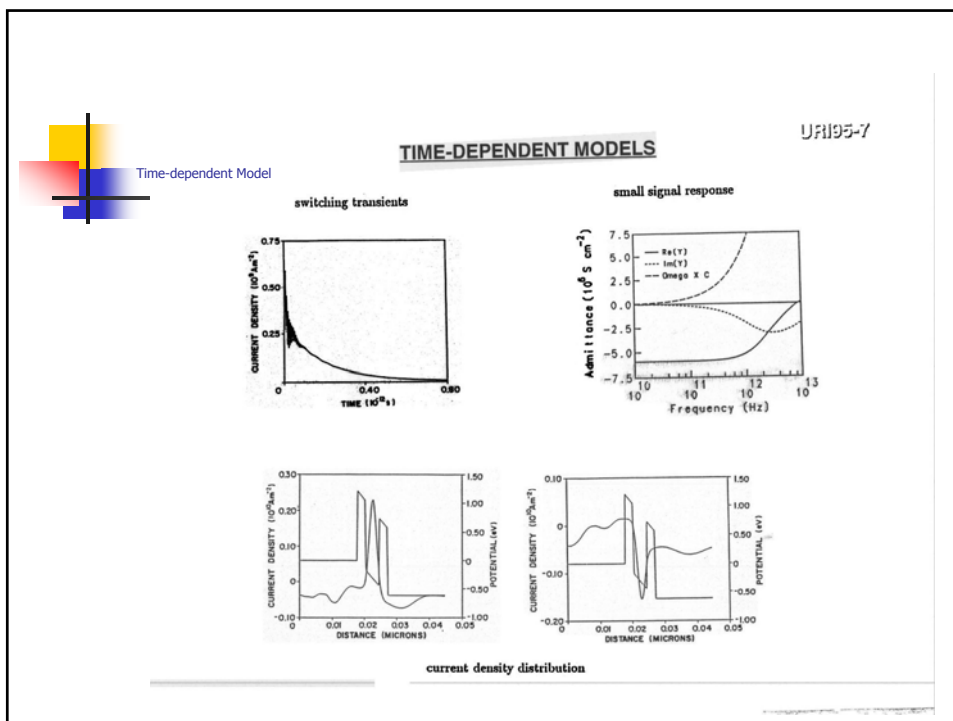 URI95-7
TIME-DEPENDENT MODELS
Time-dependent Model
switching transients
CURRENT DENSITY (10⁹Am⁻²)
0.75
0.50
0.25
0
0.40
0.80
TIME (10⁻¹²s)
small signal response
Admittance (10⁶ S cm⁻²)
7.5
5.0
2.5
0.0
-2.5
-5.0
-7.5
Re(Y)
Im(Y)
Omega X C
10¹⁰
10¹¹
10¹²
10¹³
Frequency (Hz)
CURRENT DENSITY (10¹⁰Am⁻²)
0.30
0.20
0.10
0
-0.10
1.50
1.00
0.50
0
-0.50
-1.00
POTENTIAL (eV)
0 0.01 0.02 0.03 0.04 0.05
DISTANCE (MICRONS)
CURRENT DENSITY (10¹⁰Am⁻²)
0.10
0
-0.10
-0.20
1.50
1.00
0.50
0
-0.50
-1.00
POTENTIAL (eV)
0 0.01 0.02 0.03 0.04 0.05
DISTANCE (MICRONS)
current density distribution